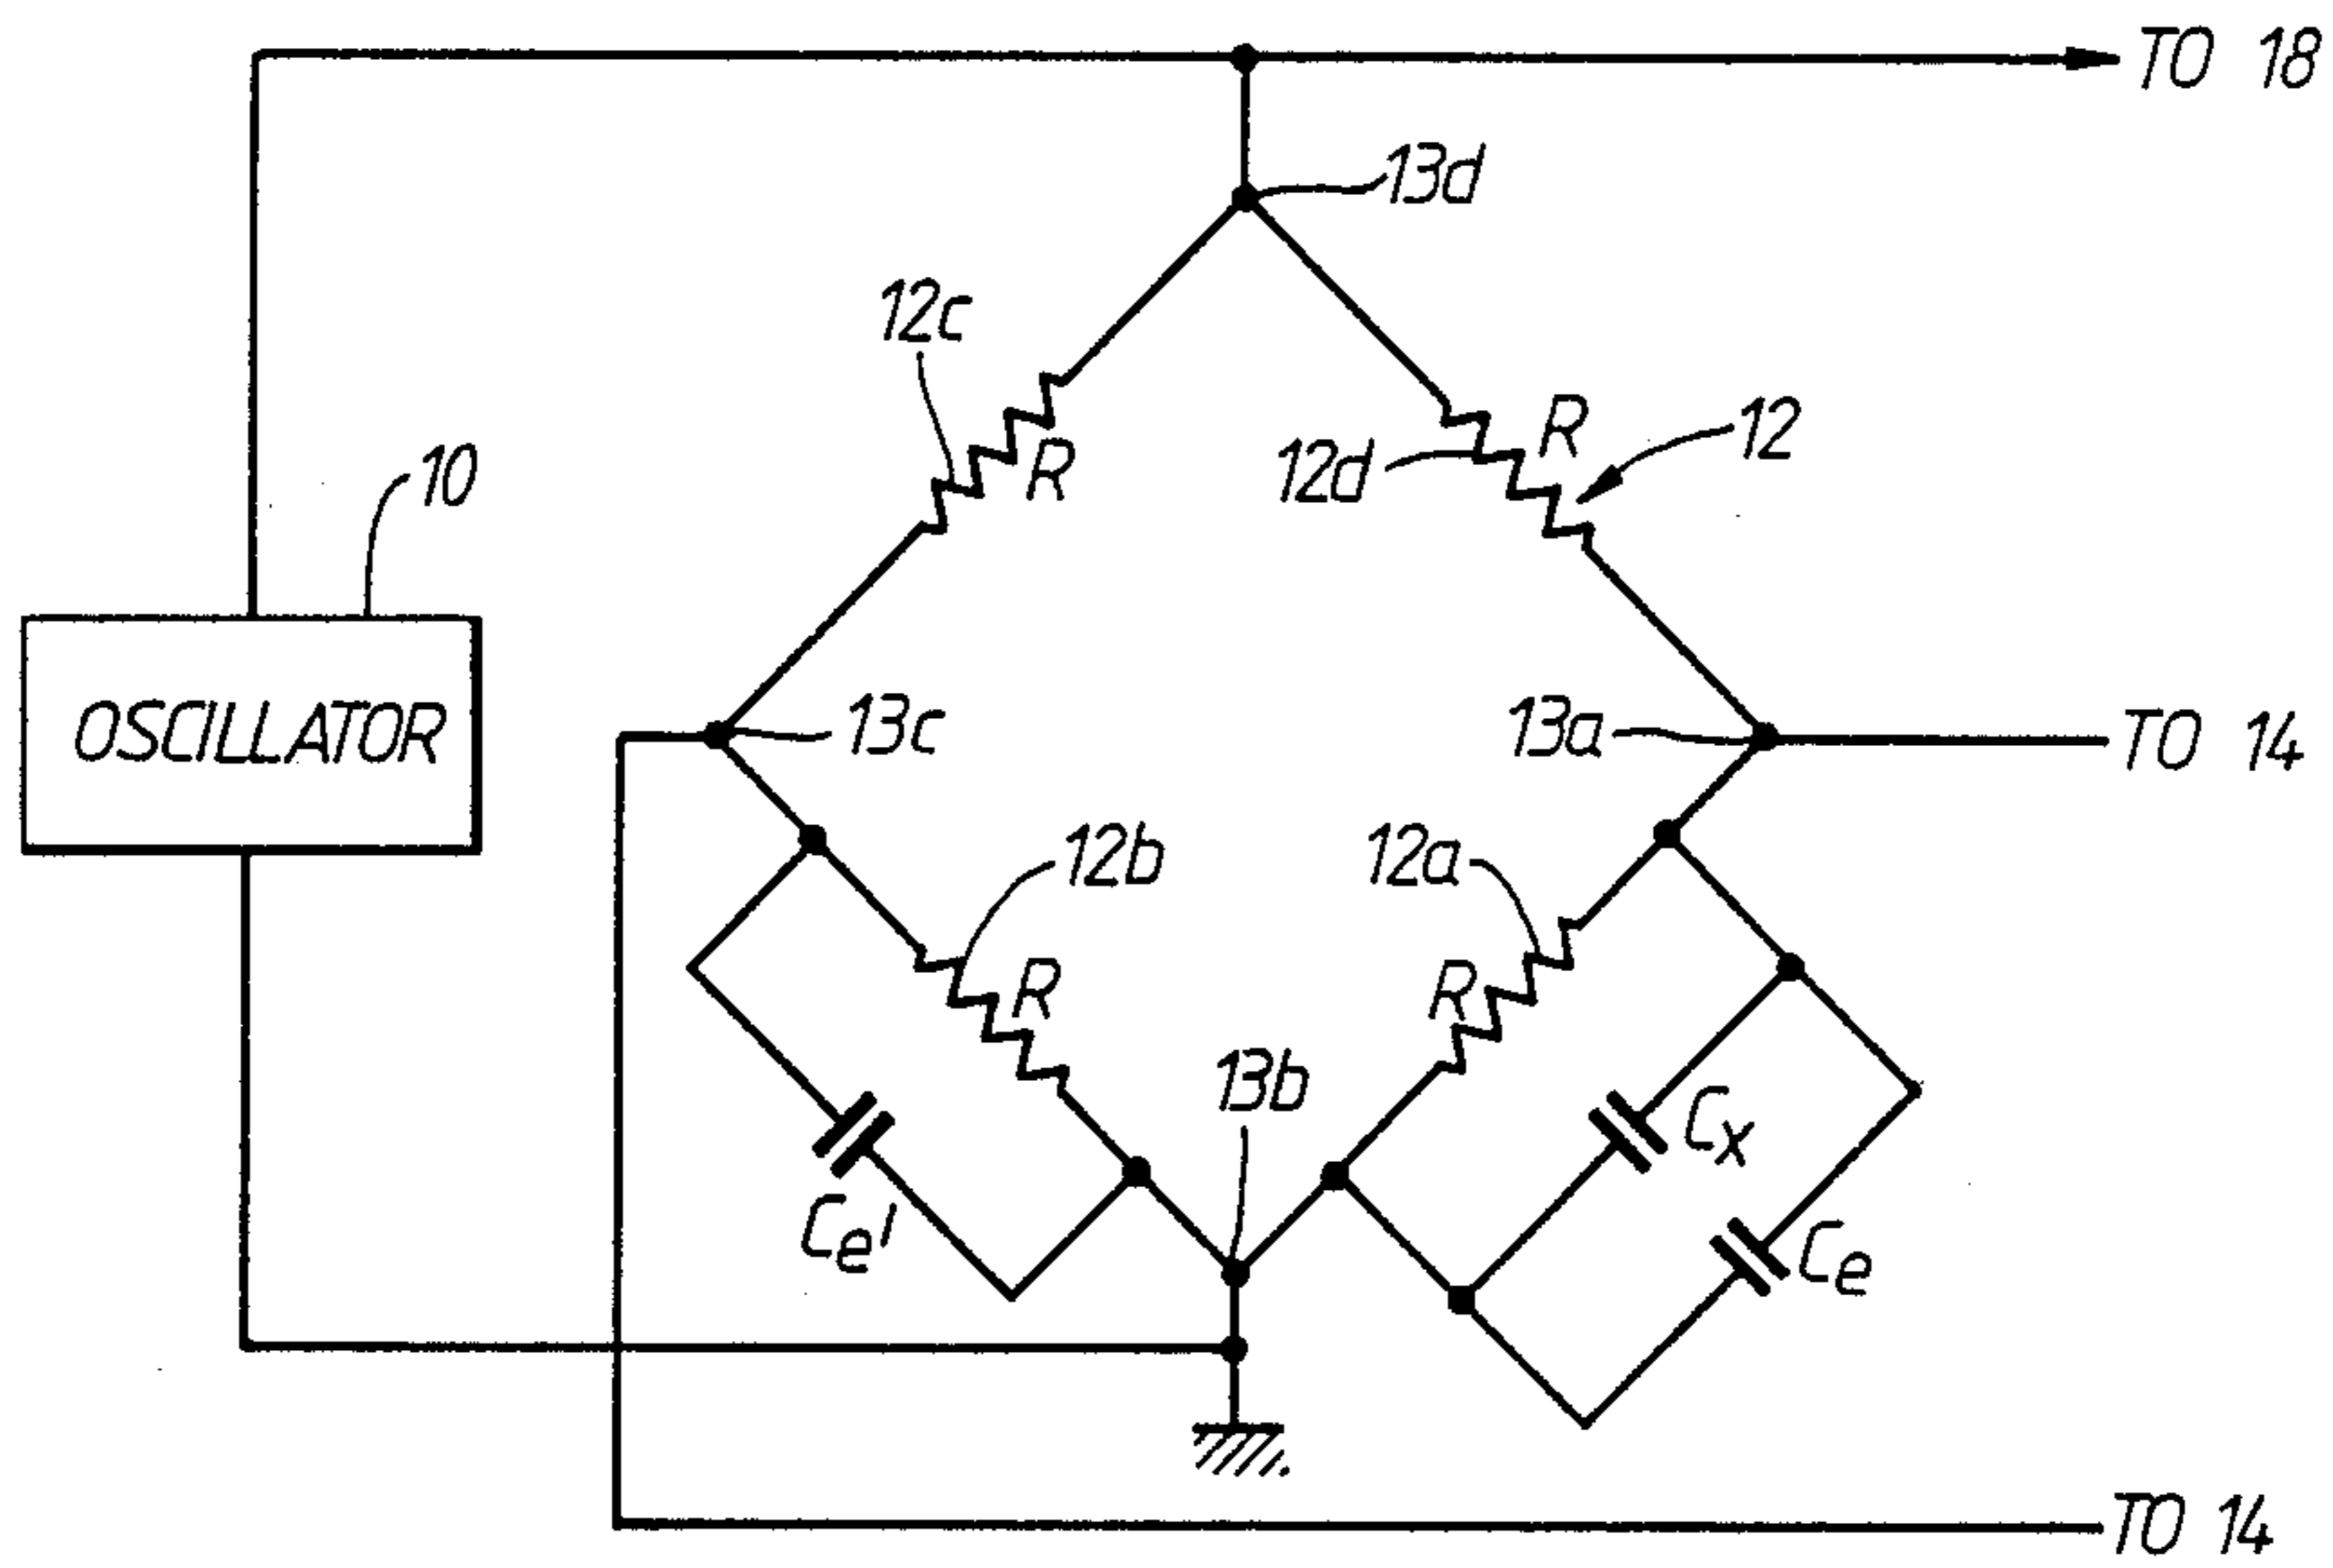 TO 18
13d
12c
R
12d
R
12
10
OSCILLATOR
13c
13a
TO 14
12b
12a
R
R
13b
Cx
Ce'
Ce
TO 14